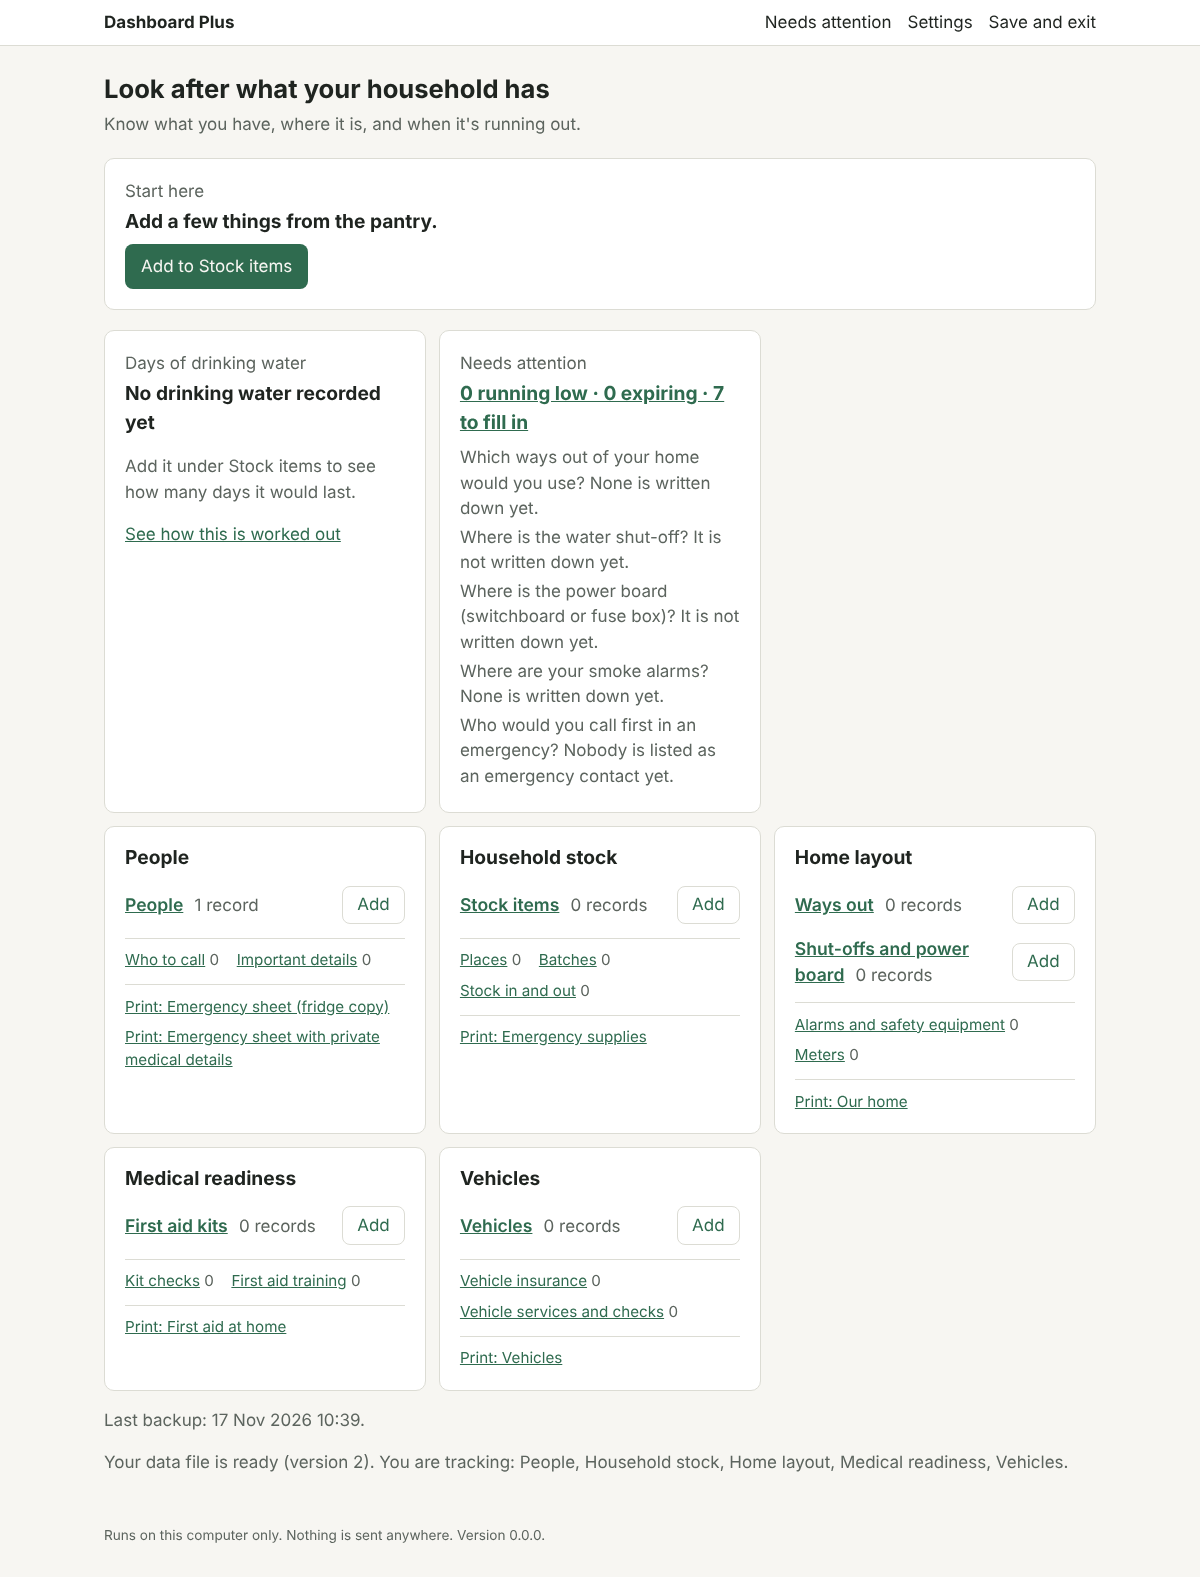 Dashboard Plus
Needs attention
Settings
Save and exit
Look after what your household has
Know what you have, where it is, and when it's running out.
Start here
Add a few things from the pantry.
Add to Stock items
Days of drinking water
No drinking water recorded
yet
Add it under Stock items to see
how many days it would last.
See how this is worked out
Needs attention
0 running low · 0 expiring · 7
to fill in
Which ways out of your home
would you use? None is written
down yet.
Where is the water shut-off? It is
not written down yet.
Where is the power board
(switchboard or fuse box)? It is not
written down yet.
Where are your smoke alarms?
None is written down yet.
Who would you call first in an
emergency? Nobody is listed as
an emergency contact yet.
People
People 1 record Add
Who to call 0 Important details 0
Print: Emergency sheet (fridge copy)
Print: Emergency sheet with private
medical details
Household stock
Stock items 0 records Add
Places 0 Batches 0
Stock in and out 0
Print: Emergency supplies
Home layout
Ways out 0 records Add
Shut-offs and power
board 0 records Add
Alarms and safety equipment 0
Meters 0
Print: Our home
Medical readiness
First aid kits 0 records Add
Kit checks 0 First aid training 0
Print: First aid at home
Vehicles
Vehicles 0 records Add
Vehicle insurance 0
Vehicle services and checks 0
Print: Vehicles
Last backup: 17 Nov 2026 10:39.
Your data file is ready (version 2). You are tracking: People, Household stock, Home layout, Medical readiness, Vehicles.
Runs on this computer only. Nothing is sent anywhere. Version 0.0.0.